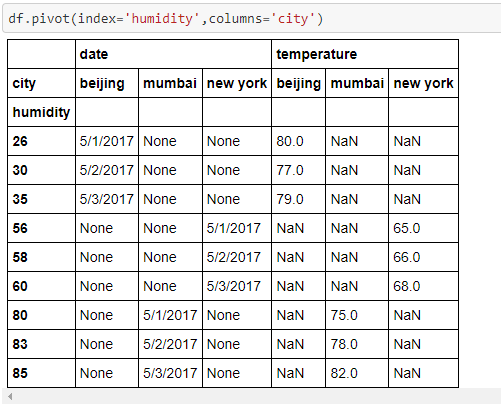 df.pivot(index='humidity',columns='city')
date temperature
city beijing mumbai new york beijing mumbai new york
humidity
26 5/1/2017 None None 80.0 NaN NaN
30 5/2/2017 None None 77.0 NaN NaN
35 5/3/2017 None None 79.0 NaN NaN
56 None None 5/1/2017 NaN NaN 65.0
58 None None 5/2/2017 NaN NaN 66.0
60 None None 5/3/2017 NaN NaN 68.0
80 None 5/1/2017 None NaN 75.0 NaN
83 None 5/2/2017 None NaN 78.0 NaN
85 None 5/3/2017 None NaN 82.0 NaN